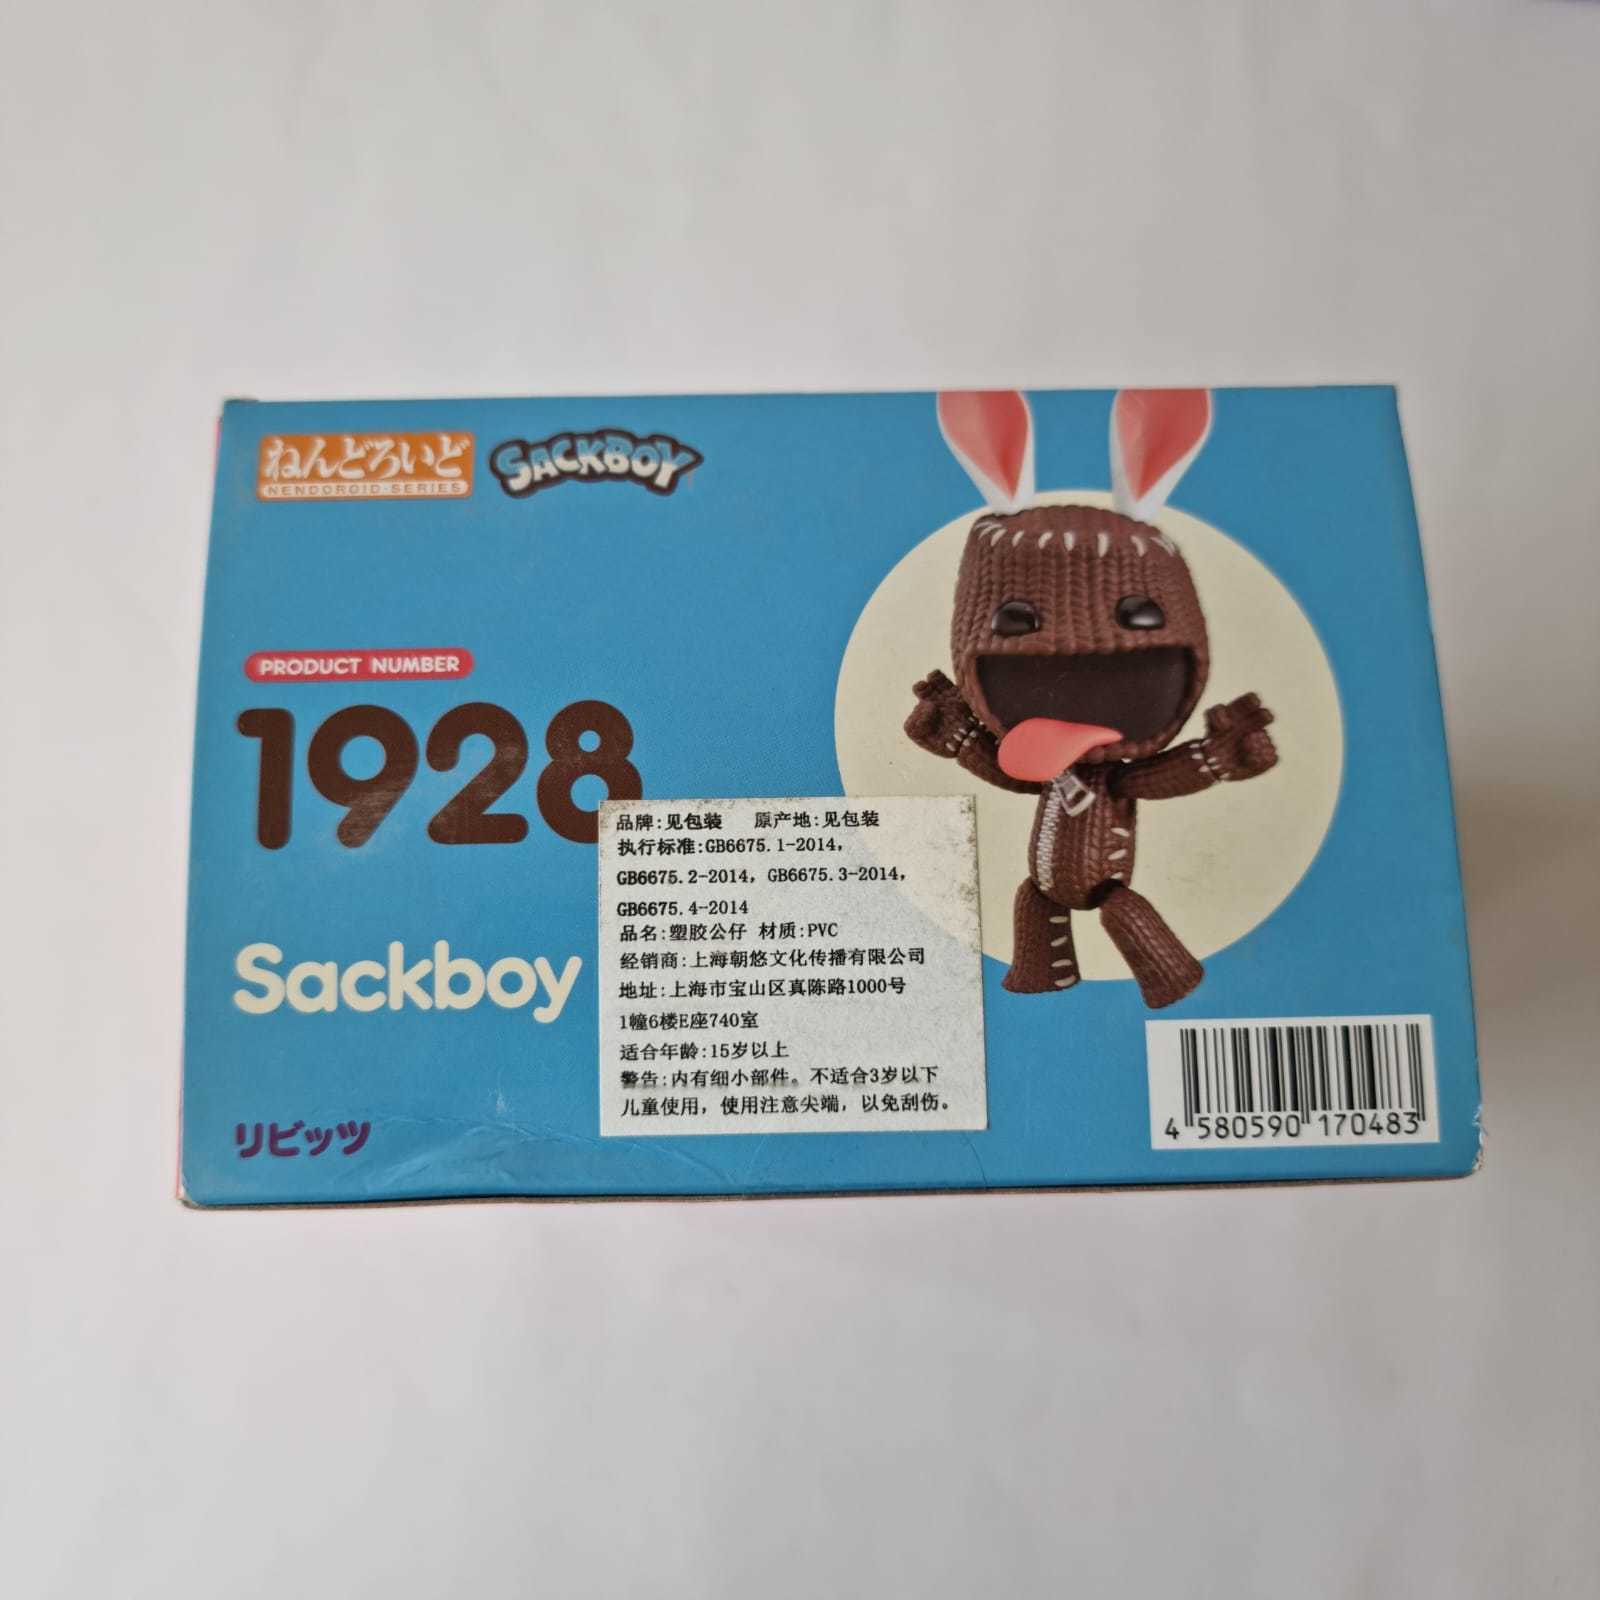 ねんどろいど
NENDOROID·SERIES
SACKBOY
PRODUCT NUMBER
1928
Sackboy
リビッツ
品牌:见包装 原产地:见包装
执行标准:GB6675.1-2014,
GB6675.2-2014, GB6675.3-2014,
GB6675.4-2014
品名:塑胶公仔 材质:PVC
经销商:上海朝悠文化传播有限公司
地址:上海市宝山区真陈路1000号
1幢6楼E座740室
适合年龄:15岁以上
警告:内有细小部件。不适合3岁以下
儿童使用，使用注意尖端，以免刮伤。
4 580590 170483